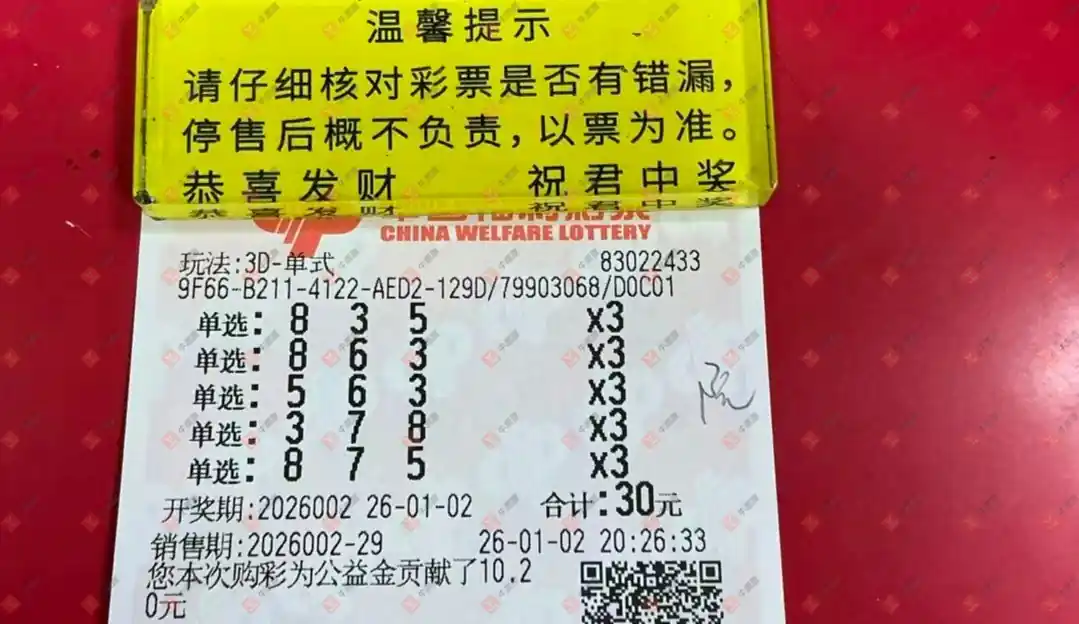 温馨提示
请仔细核对彩票是否有错漏，
停售后概不负责，以票为准。
恭喜发财 祝君中奖
CHINA WELFARE LOTTERY
玩法:3D-单式 83022433
9F66-B211-4122-AED2-129D/79903068/D0C01
单选: 8 3 5 x3
单选: 8 6 3 x3
单选: 5 6 3 x3
单选: 3 7 8 x3
单选: 8 7 5 x3
开奖期:2026002 26-01-02 合计:30元
销售期:2026002-29 26-01-02 20:26:33
您本次购彩为公益金贡献了10.2
0元